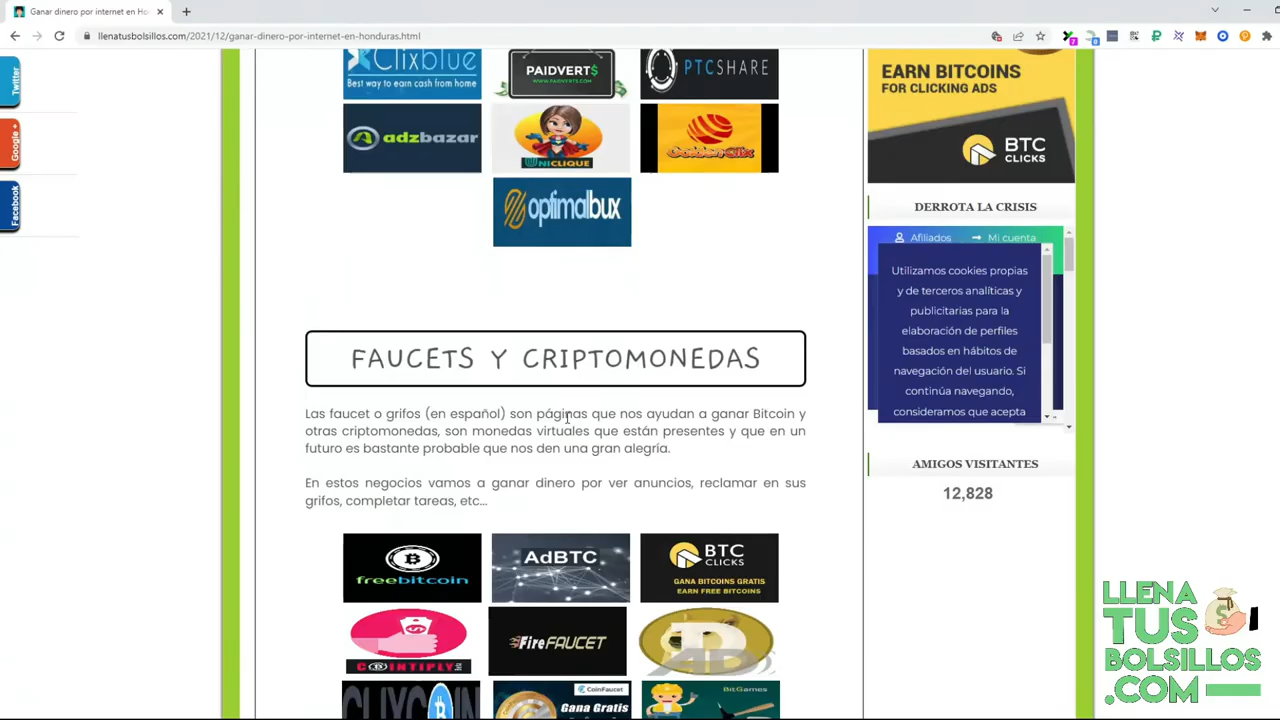 Ganar dinero por internet en Ho
llenatusbolsillos.com/2021/12/ganar-dinero-por-internet-en-honduras.html
Twitter
Google +
Facebook
Clixblue
Best way to earn cash from home
PAIDVERT$
WWW.PAIDVERTS.COM
PTCSHARE
adzbazar
UNICLIQUE
Golden Clix
optimalbux
FAUCETS Y CRIPTOMONEDAS
Las faucet o grifos (en español) son páginas que nos ayudan a ganar Bitcoin y
otras criptomonedas, son monedas virtuales que están presentes y que en un
futuro es bastante probable que nos den una gran alegría.
En estos negocios vamos a ganar dinero por ver anuncios, reclamar en sus
grifos, completar tareas, etc...
freebitcoin
AdBTC
BTC
CLICKS
GANA BITCOINS GRATIS
EARN FREE BITCOINS
COINTIPLY
FireFAUCET
AD
CLIXCOIN
CoinFaucet
Gana Gratis
BitGames
EARN BITCOINS
FOR CLICKING ADS
BTC
CLICKS
DERROTA LA CRISIS
Afiliados
Mi cuenta
Utilizamos cookies propias
y de terceros analíticas y
publicitarias para la
elaboración de perfiles
basados en hábitos de
navegación del usuario. Si
continúa navegando,
consideramos que acepta
AMIGOS VISITANTES
12,828
LLENA
TUS
BOLSILLOS
.COM